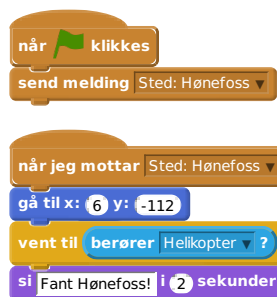 når klikkes
send melding Sted: Hønefoss
når jeg mottar Sted: Hønefoss
gå til x: 6 y: -112
vent til berører Helikopter ?
si Fant Hønefoss! i 2 sekunder